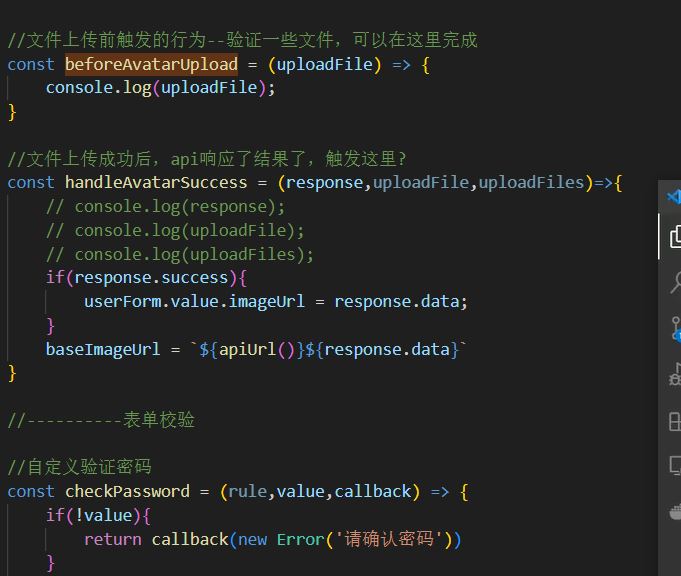 //文件上传前触发的行为--验证一些文件，可以在这里完成
const beforeAvatarUpload = (uploadFile) => {
    console.log(uploadFile);
}
//文件上传成功后，api响应了结果了，触发这里?
const handleAvatarSuccess = (response,uploadFile,uploadFiles)=>{
    // console.log(response);
    // console.log(uploadFile);
    // console.log(uploadFiles);
    if(response.success){
        userForm.value.imageUrl = response.data;
    }
    baseImageUrl = `${apiUrl()}${response.data}`
}
//----------表单校验
//自定义验证密码
const checkPassword = (rule,value,callback) => {
    if(!value){
        return callback(new Error('请确认密码'))
    }